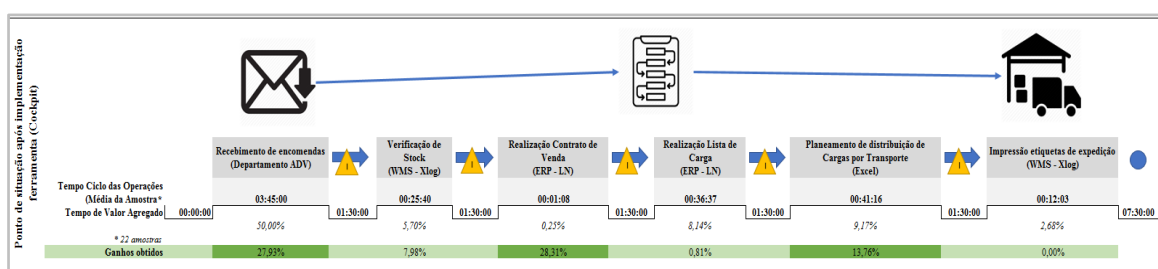 Ponto de situação após implementação
ferramenta (Cockpit)
Recebimento de encomendas
(Departamento ADV)
Verificação de
Stock
(WMS - Xlog)
Realização Contrato de
Venda
(ERP - LN)
Realização Lista de
Carga
(ERP - LN)
Planeamento de distribuição de
Cargas por Transporte
(Excel)
Impressão etiquetas de expedição
(WMS - Xlog)
Tempo Ciclo das Operações
(Média da Amostra*
03:45:00 00:25:40 00:01:08 00:36:37 00:41:16 00:12:03
Tempo de Valor Agregado 00:00:00 01:30:00 01:30:00 01:30:00 01:30:00 01:30:00 07:30:00
50,00% 5,70% 0,25% 8,14% 9,17% 2,68%
* 22 amostras
Ganhos obtidos 27,93% 7,98% 28,31% 0,81% 13,76% 0,00%